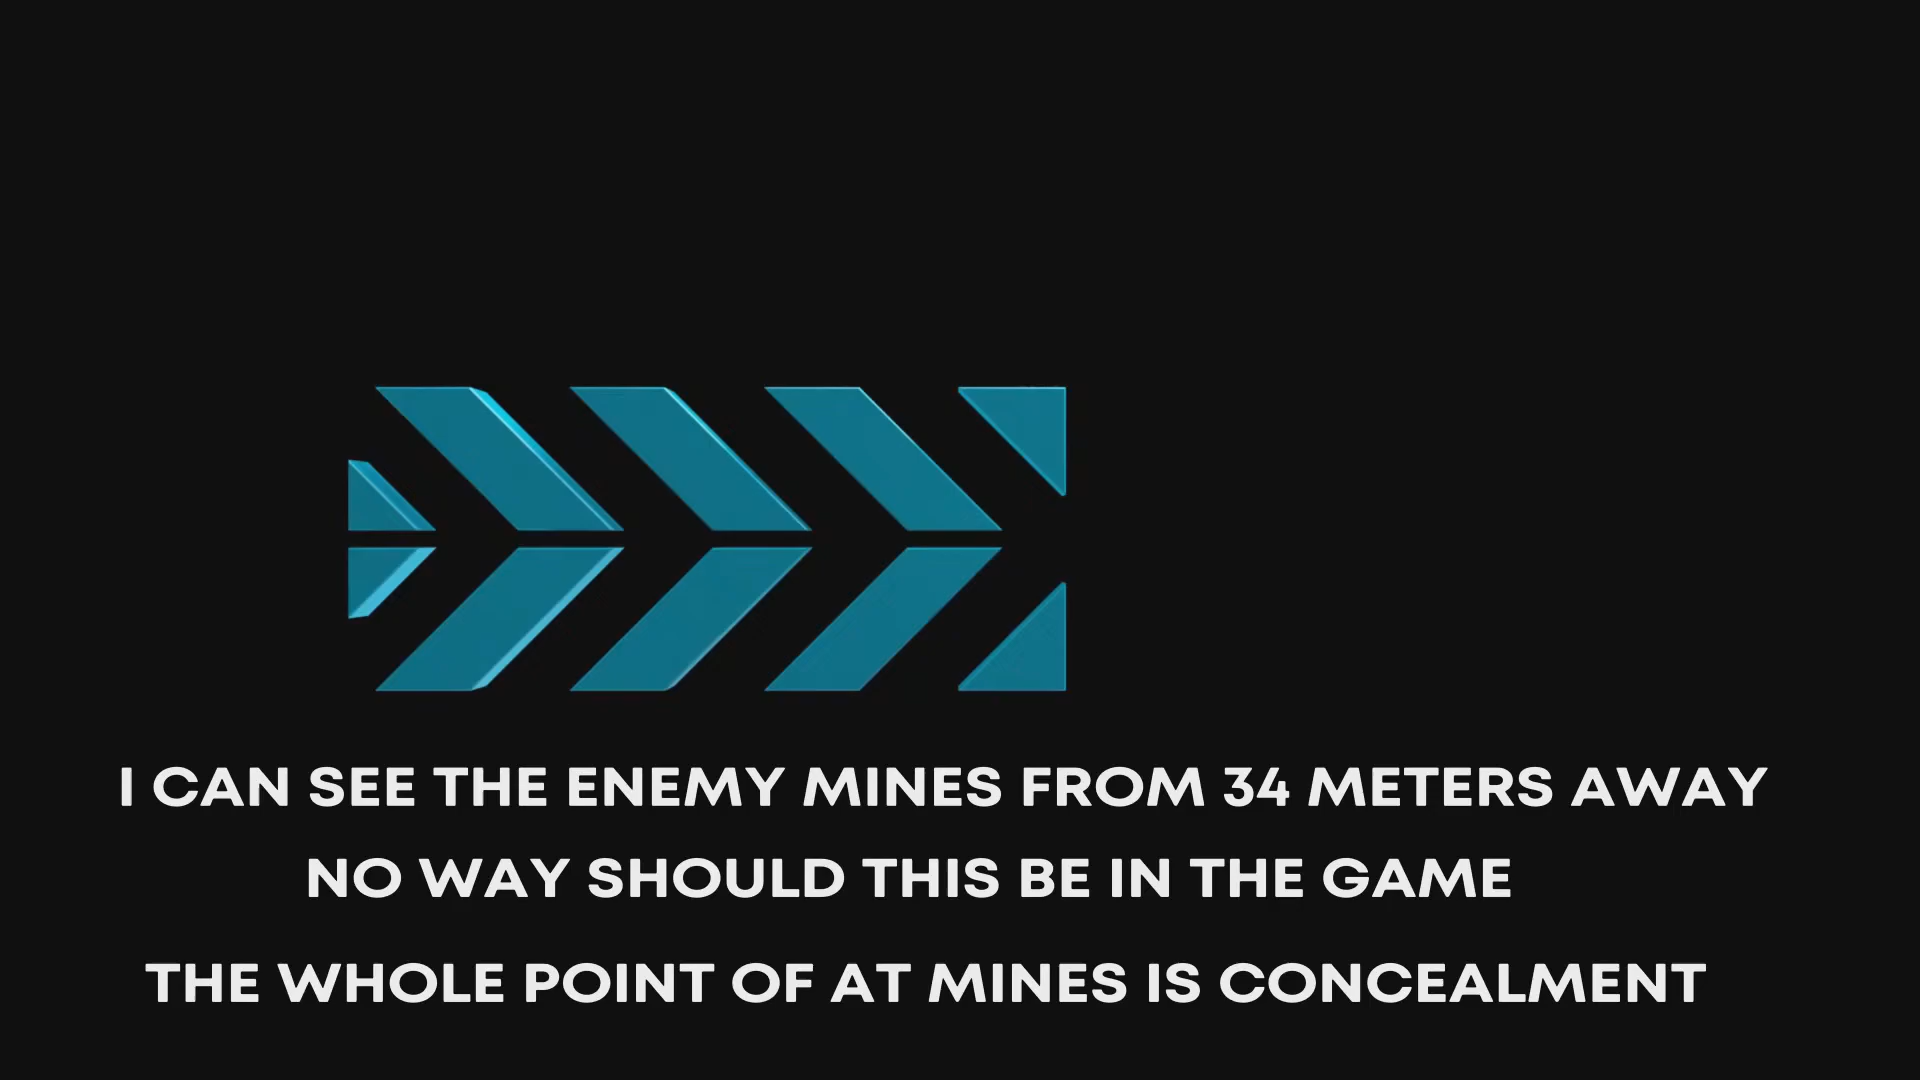 I CAN SEE THE ENEMY MINES FROM 34 METERS AWAY
NO WAY SHOULD THIS BE IN THE GAME
THE WHOLE POINT OF AT MINES IS CONCEALMENT